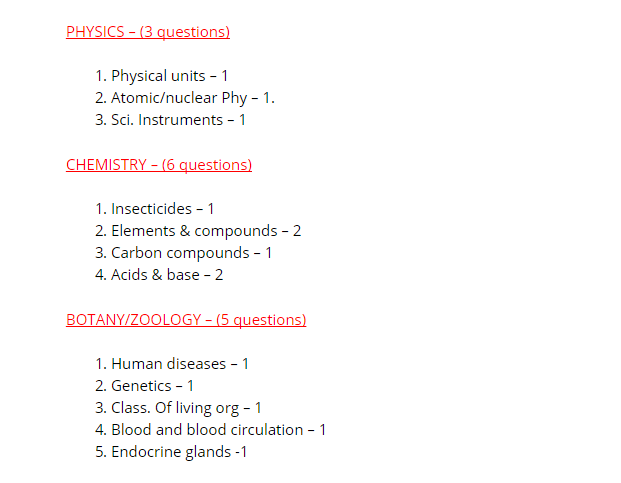 PHYSICS – (3 questions)
1. Physical units – 1
2. Atomic/nuclear Phy – 1.
3. Sci. Instruments – 1
CHEMISTRY – (6 questions)
1. Insecticides – 1
2. Elements & compounds – 2
3. Carbon compounds – 1
4. Acids & base – 2
BOTANY/ZOOLOGY – (5 questions)
1. Human diseases – 1
2. Genetics – 1
3. Class. Of living org – 1
4. Blood and blood circulation – 1
5. Endocrine glands -1